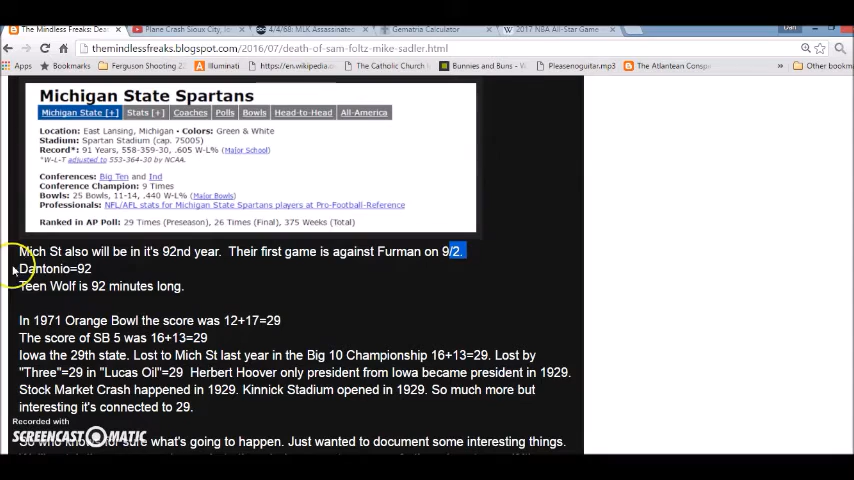 The Mindless Freaks: Dea
Plane Crash Sioux City, Io
4/4/68: MLK Assassinated
Gematria Calculator
2017 NBA All-Star Game
Dan
themindlessfreaks.blogspot.com/2016/07/death-of-sam-foltz-mike-sadler.html
Apps
Bookmarks
Ferguson Shooting 22
Illuminati
https://en.wikipedia.
The Catholic Church
Bunnies and Buns - W
Pleasenoguitar.mp3
The Atlantean Conspi
»
Other bookm
Michigan State Spartans
Michigan State [+] Stats [+] Coaches Polls Bowls Head-to-Head All-America
Location: East Lansing, Michigan • Colors: Green & White
Stadium: Spartan Stadium (cap. 75005)
Record*: 91 Years, 558-359-30, .605 W-L% (Major School)
*W-L-T adjusted to 553-364-30 by NCAA.
Conferences: Big Ten and Ind
Conference Champion: 9 Times
Bowls: 25 Bowls, 11-14, .440 W-L% (Major Bowls)
Professionals: NFL/AFL stats for Michigan State Spartans players at Pro-Football-Reference
Ranked in AP Poll: 29 Times (Preseason), 26 Times (Final), 375 Weeks (Total)
Mich St also will be in it's 92nd year. Their first game is against Furman on 9/2.
Dantonio=92
Teen Wolf is 92 minutes long.
In 1971 Orange Bowl the score was 12+17=29
The score of SB 5 was 16+13=29
Iowa the 29th state. Lost to Mich St last year in the Big 10 Championship 16+13=29. Lost by
"Three"=29 in "Lucas Oil"=29 Herbert Hoover only president from Iowa became president in 1929.
Stock Market Crash happened in 1929. Kinnick Stadium opened in 1929. So much more but
interesting it's connected to 29.
Recorded with
SCREENCAST MATIC
So who knows for sure what's going to happen. Just wanted to document some interesting things.